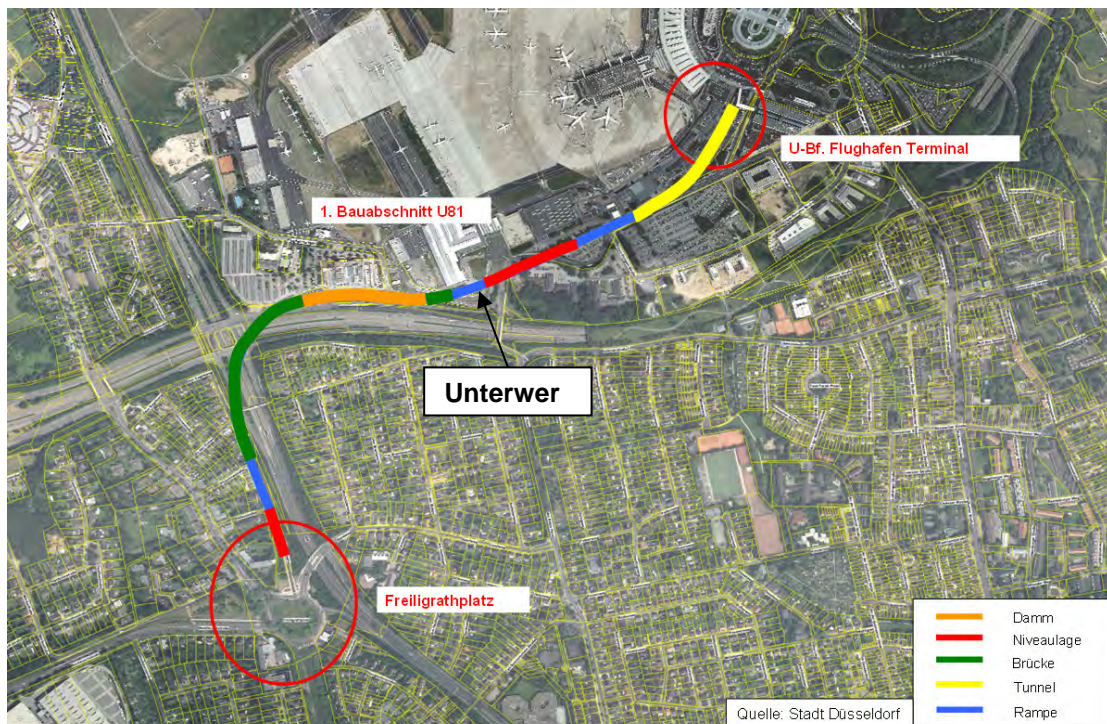 U-Bf. Flughafen Terminal
1. Bauabschnitt U81
Unterwer
Freiligrathplatz
Damm
Niveaulage
Brücke
Tunnel
Rampe
Quelle: Stadt Düsseldorf